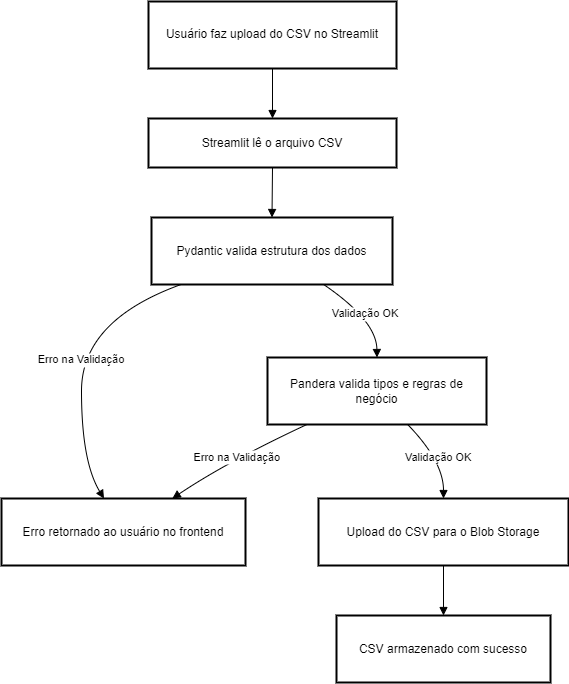 Usuário faz upload do CSV no Streamlit
Streamlit lê o arquivo CSV
Pydantic valida estrutura dos dados
Validação OK
Erro na Validação
Pandera valida tipos e regras de
negócio
Erro na Validação
Validação OK
Erro retornado ao usuário no frontend
Upload do CSV para o Blob Storage
CSV armazenado com sucesso